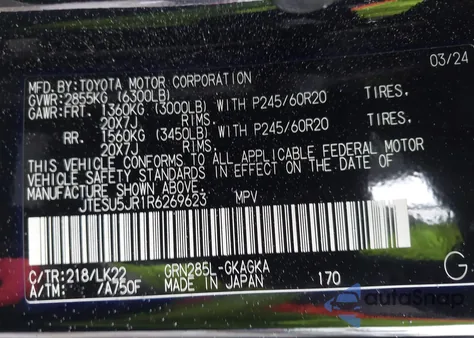 03/24
MFD.BY:TOYOTA MOTOR CORPORATION
GVWR:2855KG (6300LB)
GAWR:FRT. 1360KG (3000LB) WITH P245/60R20 TIRES,
20X7J RIMS.
RR. 1560KG (3450LB) WITH P245/60R20 TIRES,
20X7J RIMS.
THIS VEHICLE CONFORMS TO ALL APPLICABLE FEDERAL MOTOR
VEHICLE SAFETY STANDARDS IN EFFECT ON THE DATE OF
MANUFACTURE SHOWN ABOVE.
JTESU5JR1R6269623 MPV
C/TR:218/LK22 GRN285L-GKAGKA
A/TM: /A750F MADE IN JAPAN 170 G
autoSnap